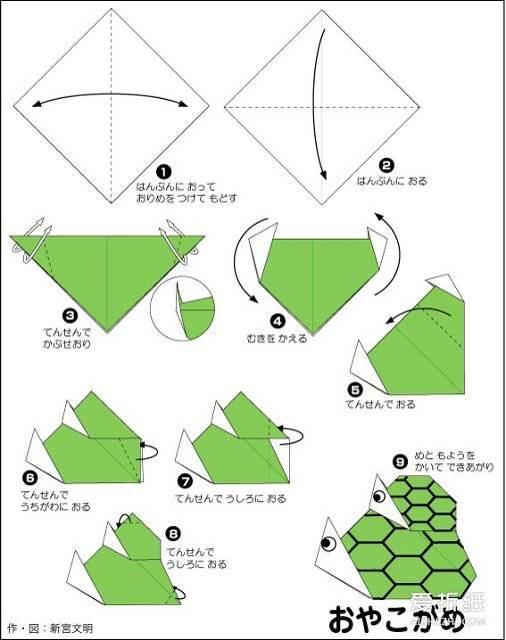 1
はんぶんに おって
おりめを つけて もどす
2
はんぶんに おる
3
てんせんで
かぶせおり
4
むきを かえる
5
てんせんで おる
6
てんせんで
うちがわに おる
7
てんせんで うしろに おる
8
てんせんで
うしろに おる
9
めと もようを
かいて できあがり
おやこがめ
作・図：新宮文明
爱折纸